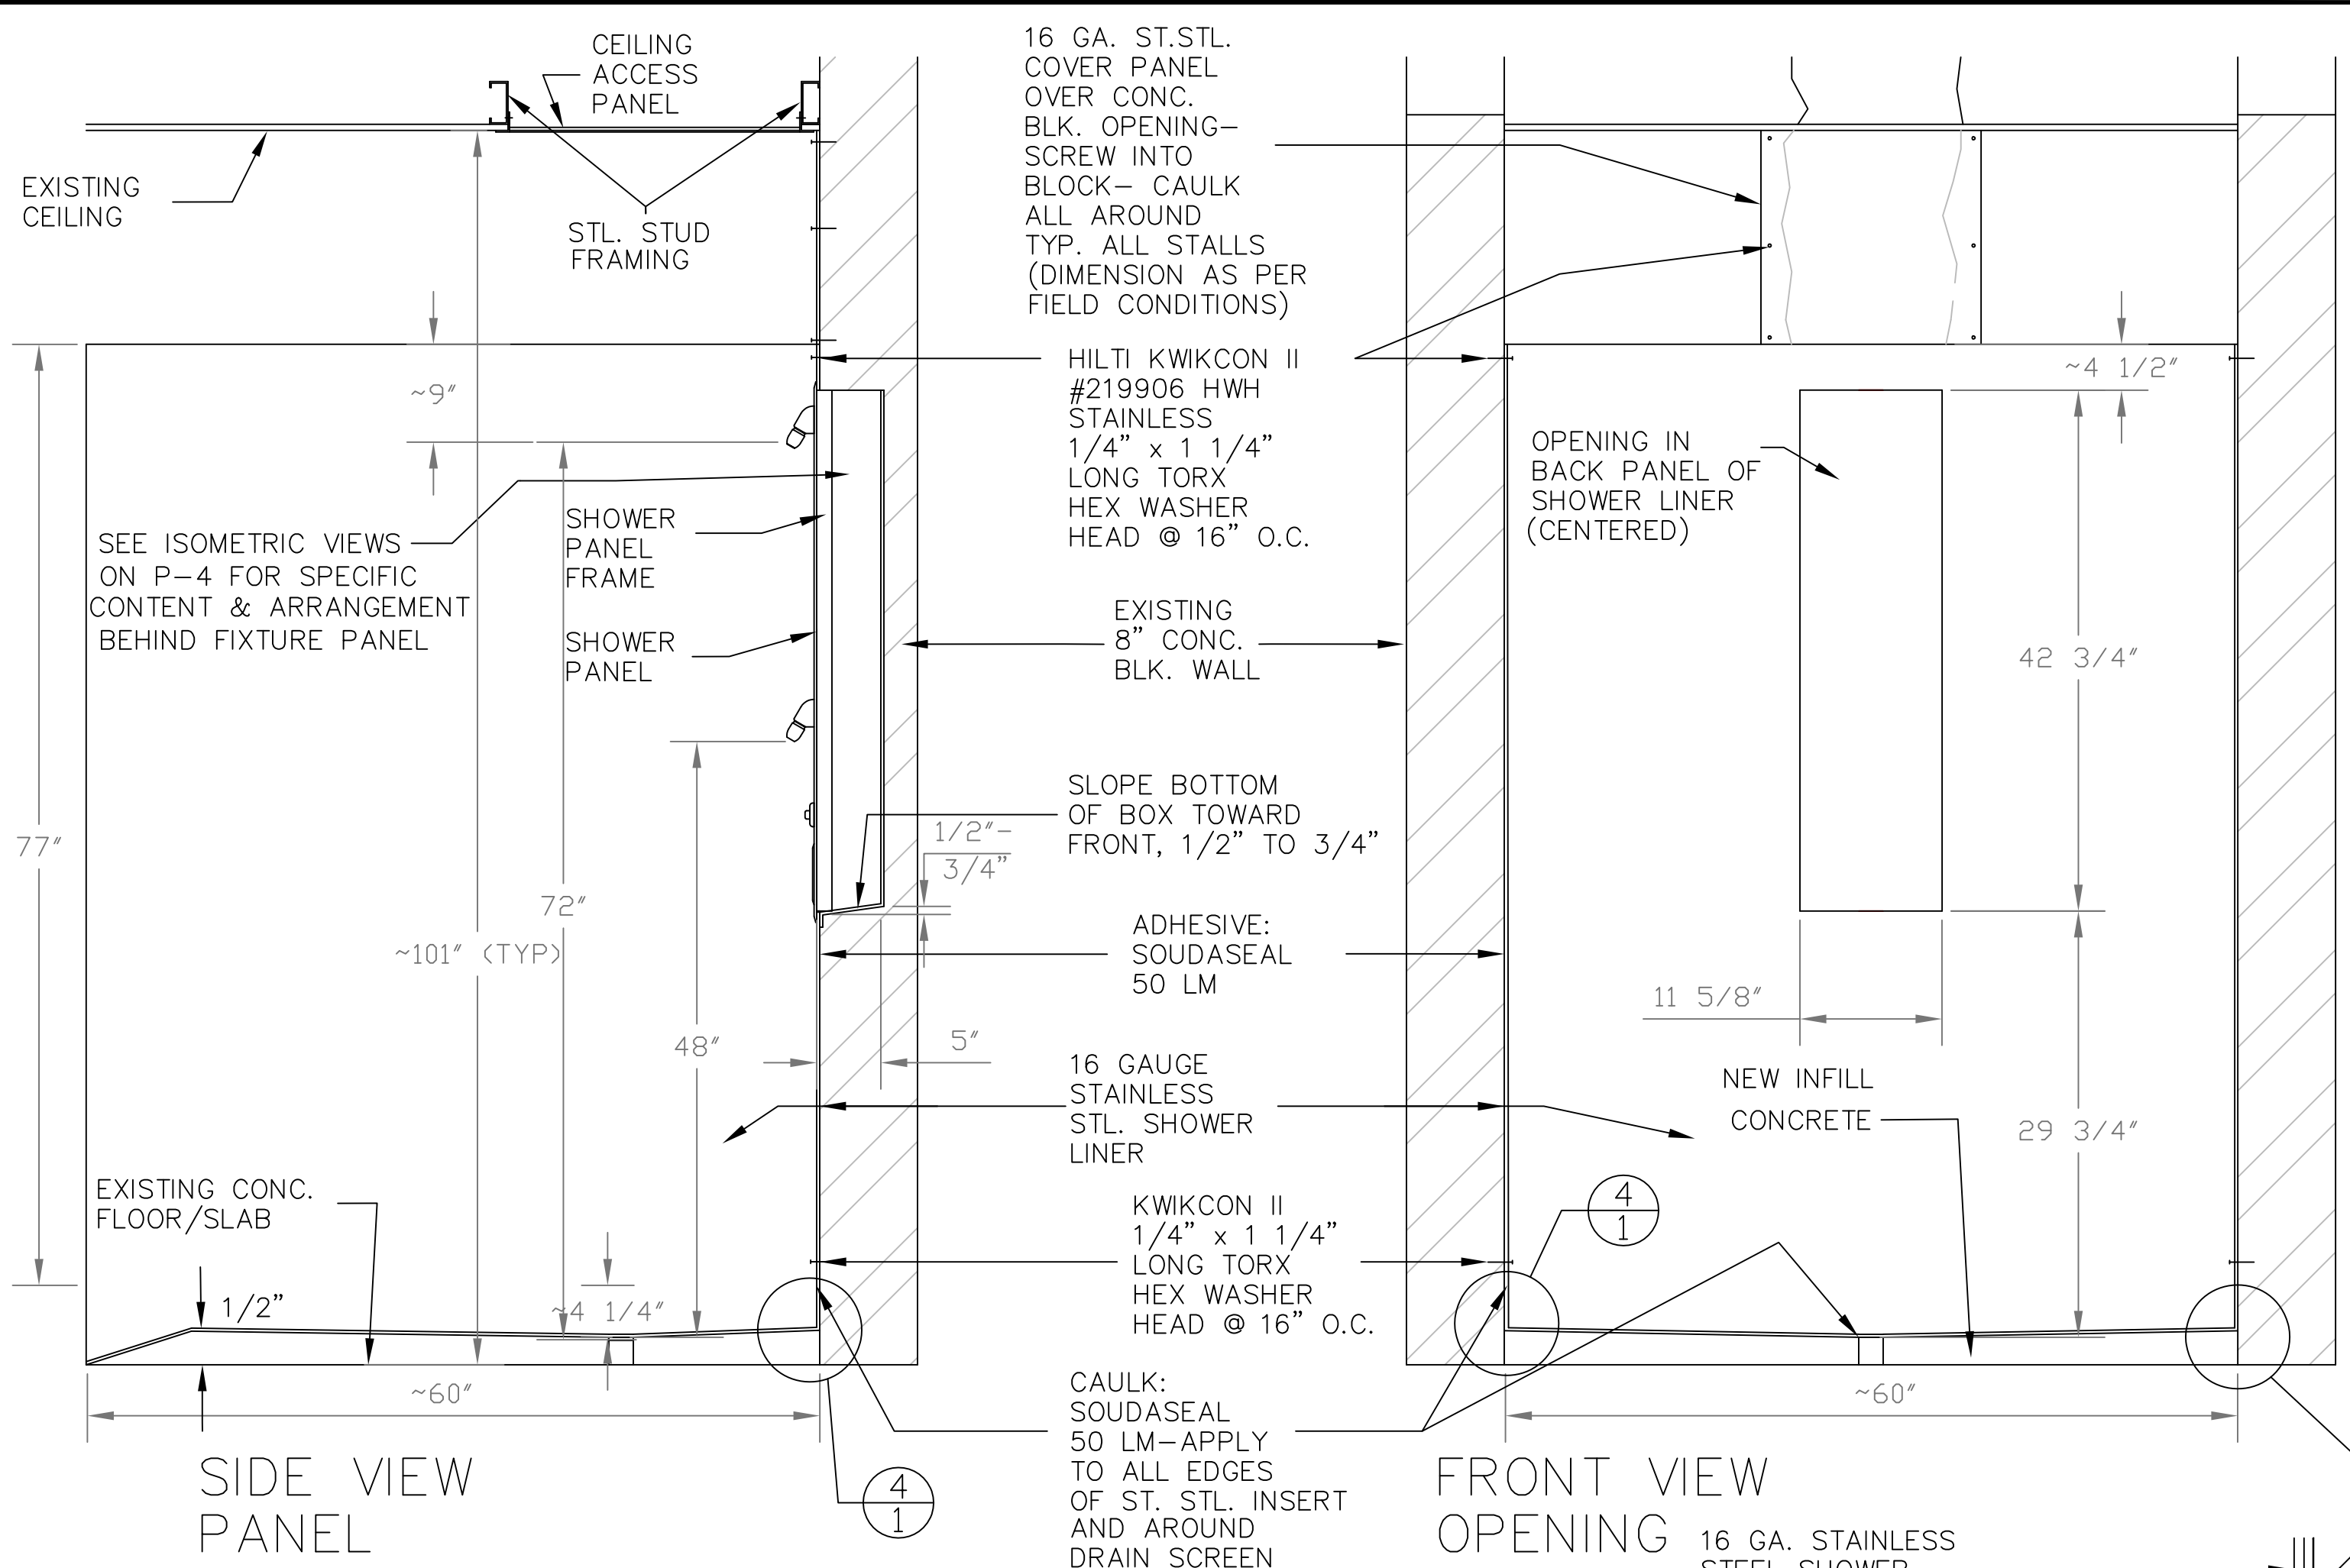 CEILING
ACCESS
PANEL
EXISTING
CEILING
STL. STUD
FRAMING
~9"
SEE ISOMETRIC VIEWS
ON P-4 FOR SPECIFIC
CONTENT & ARRANGEMENT
BEHIND FIXTURE PANEL
SHOWER
PANEL
FRAME
SHOWER
PANEL
77"
72"
~101" (TYP)
48"
1/2"-
3/4"
5"
EXISTING CONC.
FLOOR/SLAB
1/2"
~4 1/4"
~60"
4
1
SIDE VIEW
PANEL
16 GA. ST.STL.
COVER PANEL
OVER CONC.
BLK. OPENING-
SCREW INTO
BLOCK- CAULK
ALL AROUND
TYP. ALL STALLS
(DIMENSION AS PER
FIELD CONDITIONS)
HILTI KWIKCON II
#219906 HWH
STAINLESS
1/4" x 1 1/4"
LONG TORX
HEX WASHER
HEAD @ 16" O.C.
EXISTING
8" CONC.
BLK. WALL
SLOPE BOTTOM
OF BOX TOWARD
FRONT, 1/2" TO 3/4"
ADHESIVE:
SOUDASEAL
50 LM
16 GAUGE
STAINLESS
STL. SHOWER
LINER
KWIKCON II
1/4" x 1 1/4"
LONG TORX
HEX WASHER
HEAD @ 16" O.C.
CAULK:
SOUDASEAL
50 LM-APPLY
TO ALL EDGES
OF ST. STL. INSERT
AND AROUND
DRAIN SCREEN
~4 1/2"
OPENING IN
BACK PANEL OF
SHOWER LINER
(CENTERED)
42 3/4"
11 5/8"
NEW INFILL
CONCRETE
29 3/4"
4
1
~60"
FRONT VIEW
OPENING
16 GA. STAINLESS
STEEL SHOWER